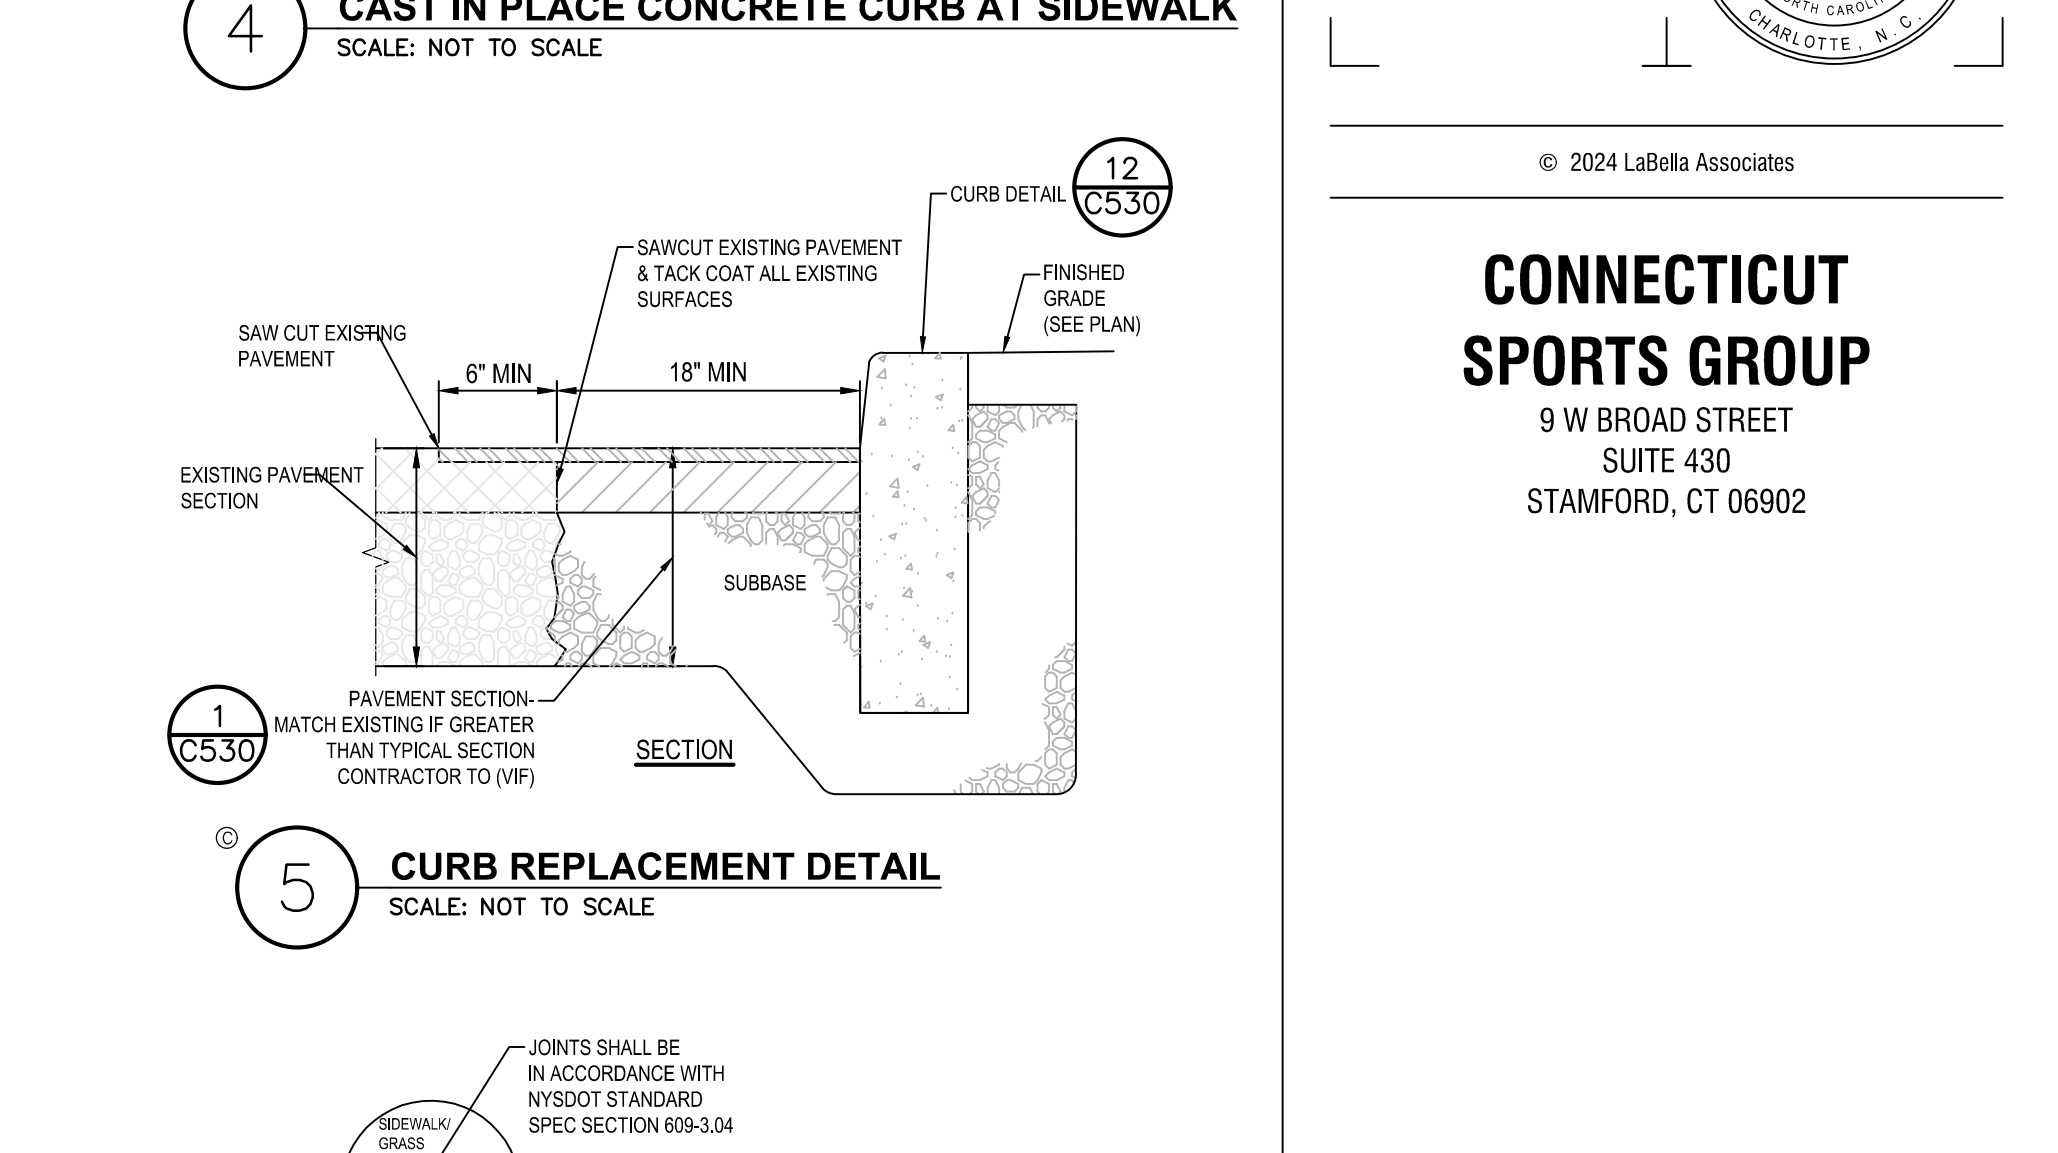 4
CAST IN PLACE CONCRETE CURB AT SIDEWALK
SCALE: NOT TO SCALE
CHARLOTTE, N.C.
© 2024 LaBella Associates
CONNECTICUT
SPORTS GROUP
9 W BROAD STREET
SUITE 430
STAMFORD, CT 06902
12
C530
CURB DETAIL
SAWCUT EXISTING PAVEMENT
& TACK COAT ALL EXISTING
SURFACES
FINISHED
GRADE
(SEE PLAN)
SAW CUT EXISTING
PAVEMENT
6" MIN
18" MIN
EXISTING PAVEMENT
SECTION
SUBBASE
1
C530
PAVEMENT SECTION-
MATCH EXISTING IF GREATER
THAN TYPICAL SECTION
CONTRACTOR TO (VIF)
SECTION
©
5
CURB REPLACEMENT DETAIL
SCALE: NOT TO SCALE
JOINTS SHALL BE
IN ACCORDANCE WITH
NYSDOT STANDARD
SPEC SECTION 609-3.04
SIDEWALK/
GRASS